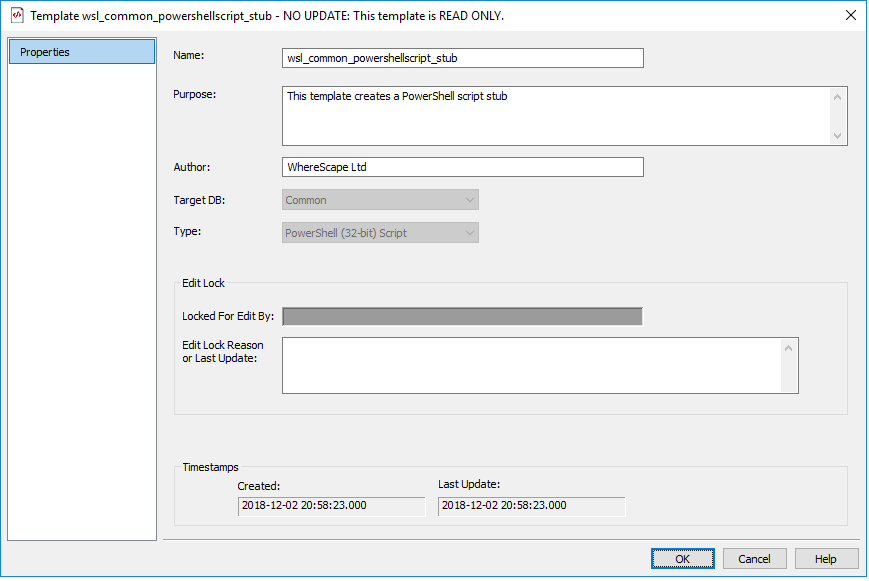 Template wsl_common_powershellscript_stub - NO UPDATE: This template is READ ONLY.
Properties
Name:
wsl_common_powershellscript_stub
Purpose:
This template creates a PowerShell script stub
Author:
WhereScape Ltd
Target DB:
Common
Type:
PowerShell (32-bit) Script
Edit Lock
Locked For Edit By:
Edit Lock Reason
or Last Update:
Timestamps
Created:
Last Update:
2018-12-02 20:58:23.000
2018-12-02 20:58:23.000
OK
Cancel
Help